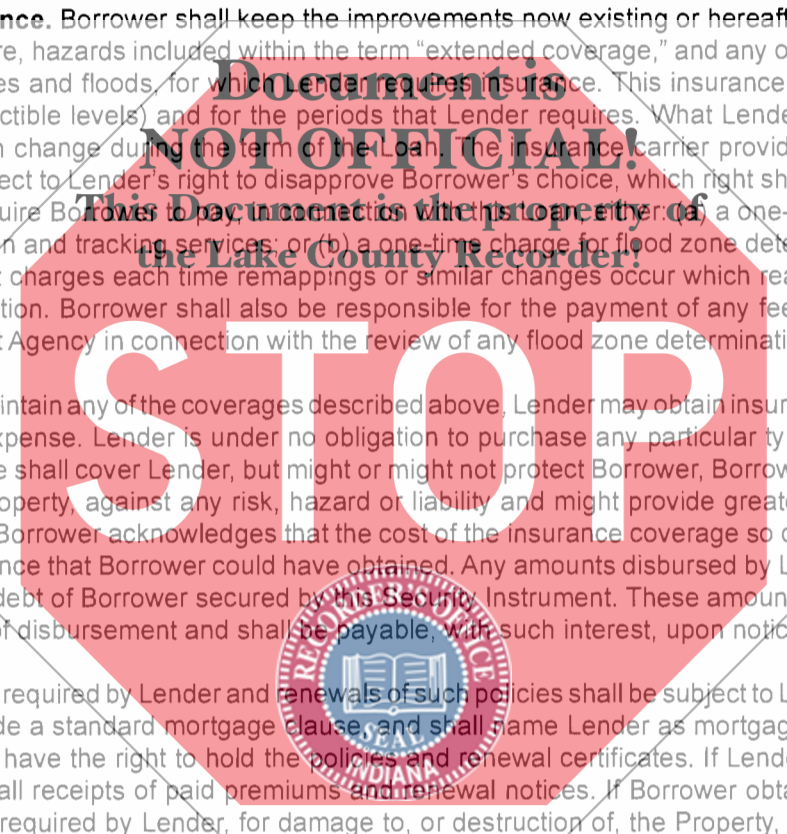 nce. Borrower shall keep the improvements now existing or hereaft
re, hazards included within the term “extended coverage,” and any o
Document is
es and floods, for which Lender requires insurance. This insurance
ctible levels) and for the periods that Lender requires. What Lende
NOT OFFICIAL!
n change during the term of the Loan. The insurance carrier provid
ect to Lender's right to disapprove Borrower's choice, which right sh
This Document is the property of
uire Borrower to pay, in connection with this Loan, either: (a) a one-
n and tracking services; or (b) a one-time charge for flood zone dete
the Lake County Recorder!
t charges each time remappings or similar changes occur which rea
tion. Borrower shall also be responsible for the payment of any fee
t Agency in connection with the review of any flood zone determinati
STOP
intain any of the coverages described above, Lender may obtain insur
xpense. Lender is under no obligation to purchase any particular ty
e shall cover Lender, but might or might not protect Borrower, Borrow
operty, against any risk, hazard or liability and might provide greate
Borrower acknowledges that the cost of the insurance coverage so o
nce that Borrower could have obtained. Any amounts disbursed by L
debt of Borrower secured by this Security Instrument. These amoun
of disbursement and shall be payable, with such interest, upon notic
RECORDER'S OFFICE
SEAL
INDIANA
required by Lender and renewals of such policies shall be subject to L
de a standard mortgage clause, and shall name Lender as mortgag
have the right to hold the policies and renewal certificates. If Lende
all receipts of paid premiums and renewal notices. If Borrower obta
required by Lender, for damage to, or destruction of, the Property,